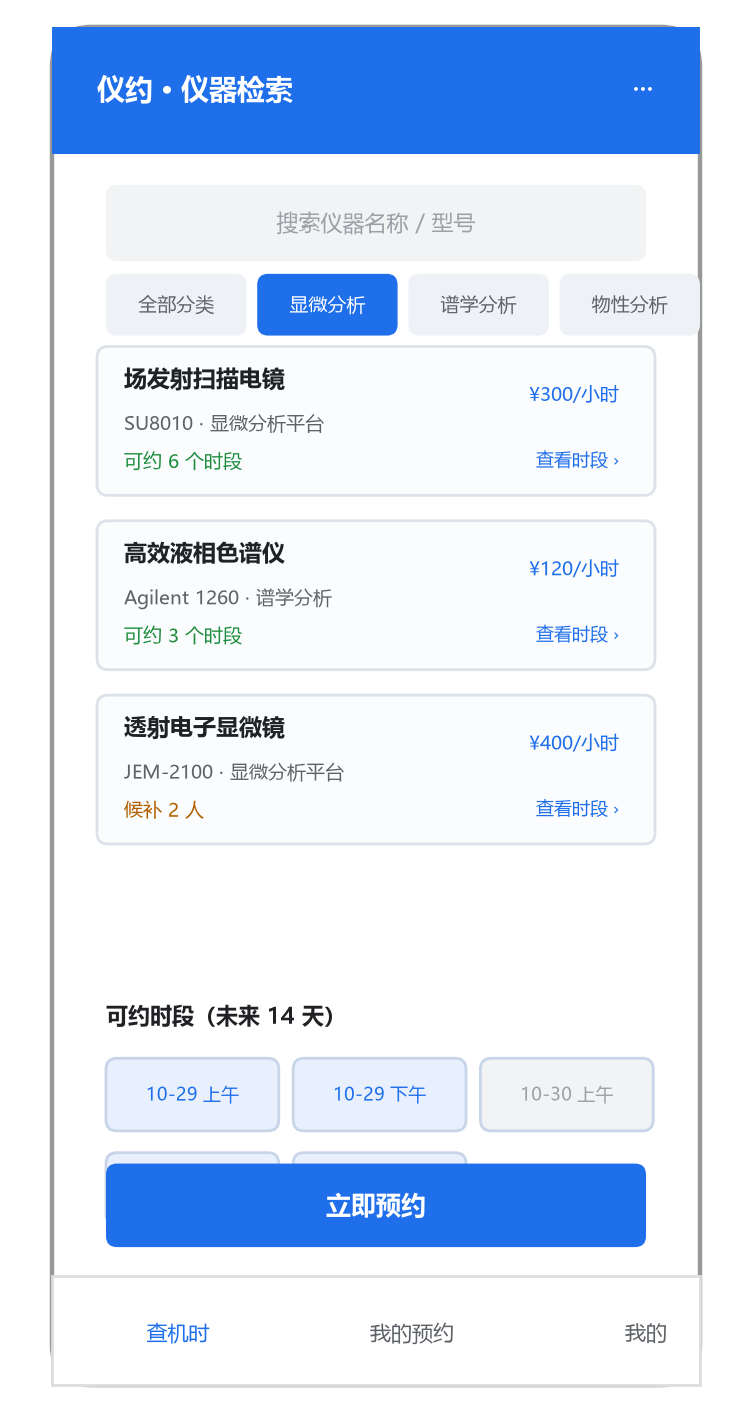 仪约 · 仪器检索 ···
搜索仪器名称 / 型号
全部分类 显微分析 谱学分析 物性分析
场发射扫描电镜
¥300/小时
SU8010 · 显微分析平台
可约 6 个时段
查看时段 ›
高效液相色谱仪
¥120/小时
Agilent 1260 · 谱学分析
可约 3 个时段
查看时段 ›
透射电子显微镜
¥400/小时
JEM-2100 · 显微分析平台
候补 2 人
查看时段 ›
可约时段（未来 14 天）
10-29 上午 10-29 下午 10-30 上午
立即预约
查机时 我的预约 我的